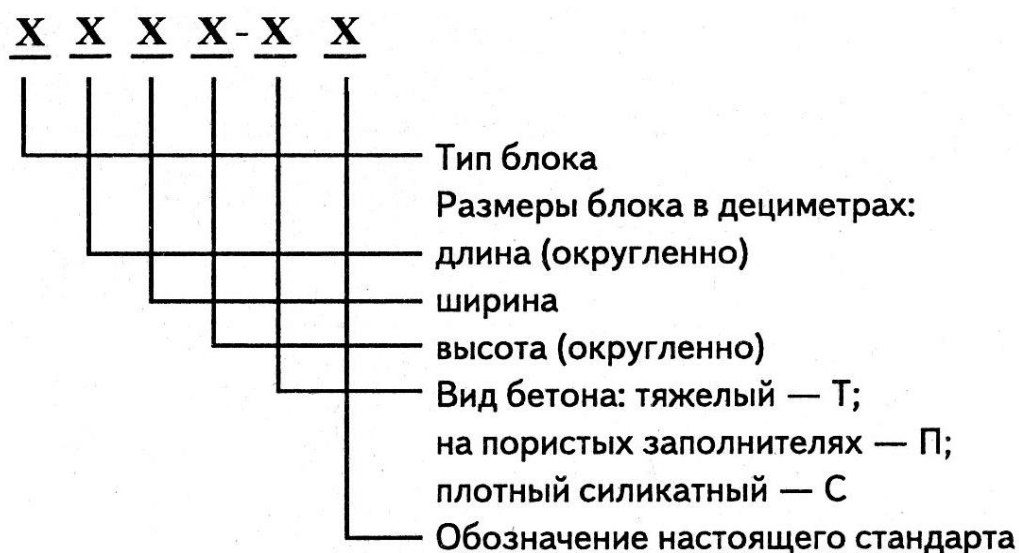 X X X X - X X
Тип блока
Размеры блока в дециметрах:
длина (округленно)
ширина
высота (округленно)
Вид бетона: тяжелый — Т;
на пористых заполнителях — П;
плотный силикатный — С
Обозначение настоящего стандарта